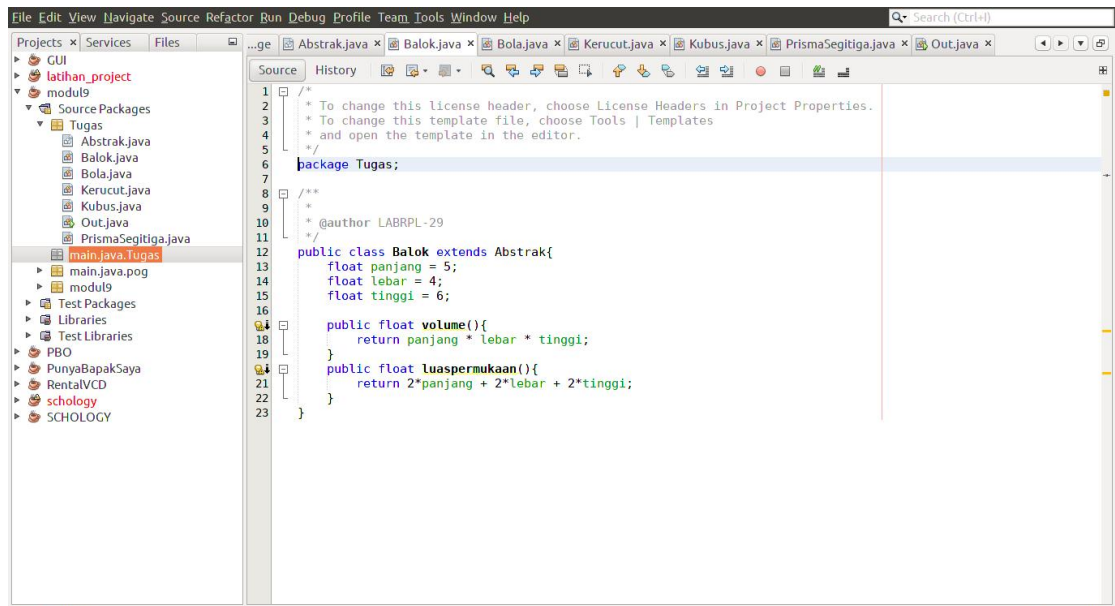 File Edit View Navigate Source Refactor Run Debug Profile Team Tools Window Help
Search (Ctrl+I)
Projects × Services Files
GUI
latihan_project
modul9
Source Packages
Tugas
Abstrak.java
Balok.java
Bola.java
Kerucut.java
Kubus.java
Out.java
PrismaSegitiga.java
main.java.Tugas
main.java.pog
modul9
Test Packages
Libraries
Test Libraries
PBO
PunyaBapakSaya
RentalVCD
schology
SCHOLOGY
...ge Abstrak.java × Balok.java × Bola.java × Kerucut.java × Kubus.java × PrismaSegitiga.java × Out.java ×
Source History
1 /*
2 * To change this license header, choose License Headers in Project Properties.
3 * To change this template file, choose Tools | Templates
4 * and open the template in the editor.
5 */
6 package Tugas;
7
8 /**
9 *
10 * @author LABRPL-29
11 */
12 public class Balok extends Abstrak{
13 float panjang = 5;
14 float lebar = 4;
15 float tinggi = 6;
16
public float volume(){
18 return panjang * lebar * tinggi;
19 }
public float luaspermukaan(){
21 return 2*panjang + 2*lebar + 2*tinggi;
22 }
23 }